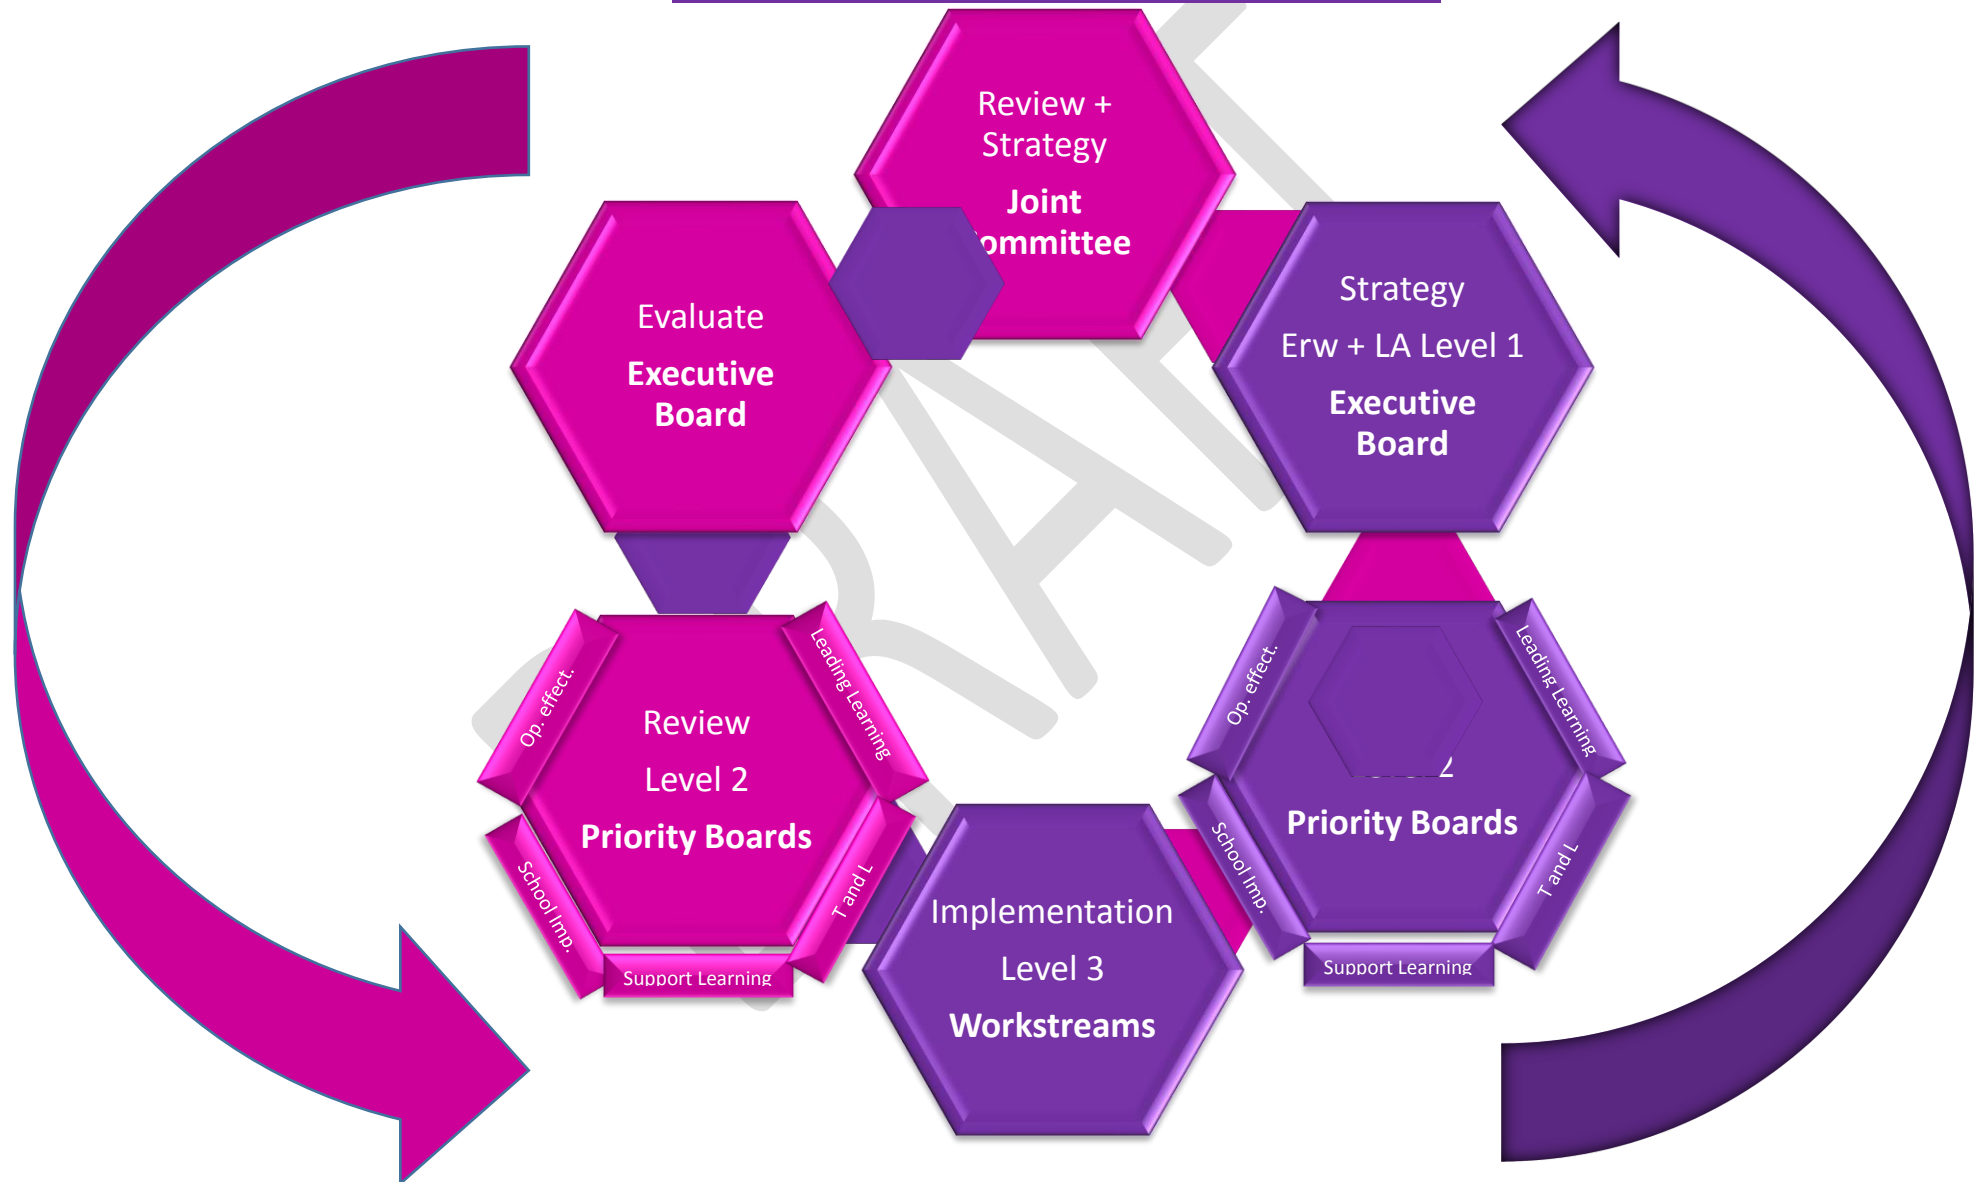 Review +
Strategy
Joint
ommittee
Evaluate
Executive
Board
Strategy
Erw + LA Level 1
Executive
Board
Op. effect.
Leading Learning
Review
Level 2
Priority Boards
School Imp.
T and L
Support Learning
Implementation
Level 3
Workstreams
Op. effect.
Leading Learning
2
Priority Boards
School Imp.
T and L
Support Learning
DRAFT